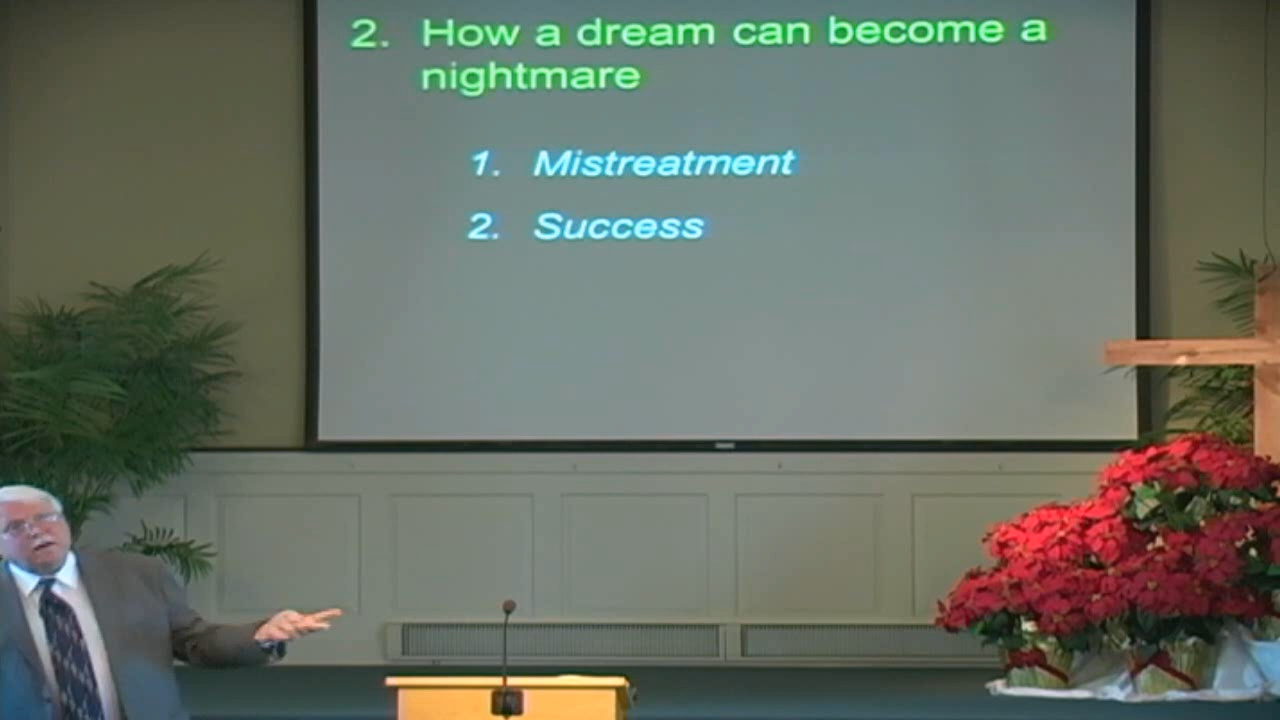 2. How a dream can become a
nightmare
1. Mistreatment
2. Success